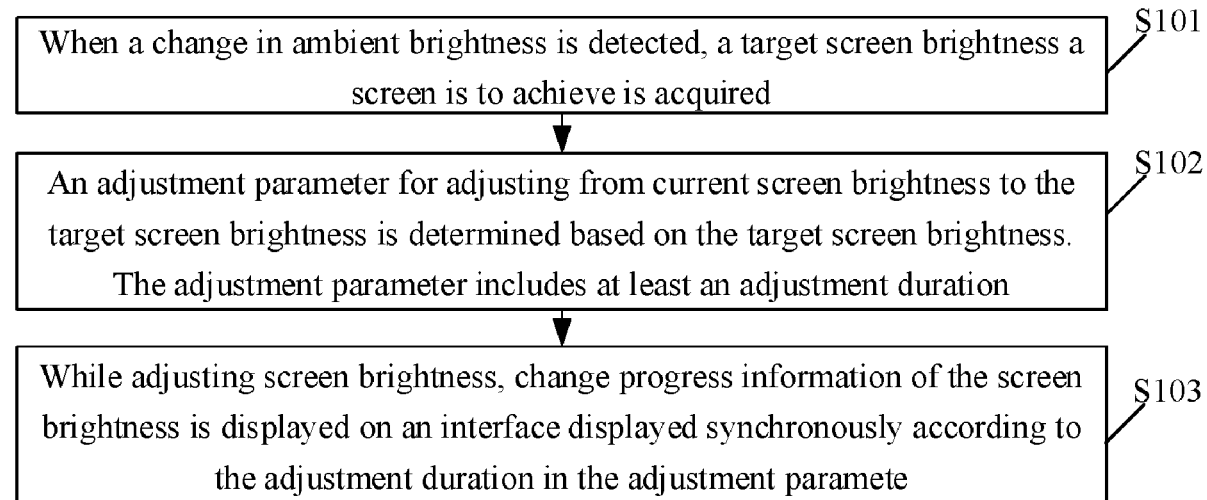 When a change in ambient brightness is detected, a target screen brightness a
screen is to achieve is acquired
S101
An adjustment parameter for adjusting from current screen brightness to the
target screen brightness is determined based on the target screen brightness.
The adjustment parameter includes at least an adjustment duration
S102
While adjusting screen brightness, change progress information of the screen
brightness is displayed on an interface displayed synchronously according to
the adjustment duration in the adjustment paramete
S103